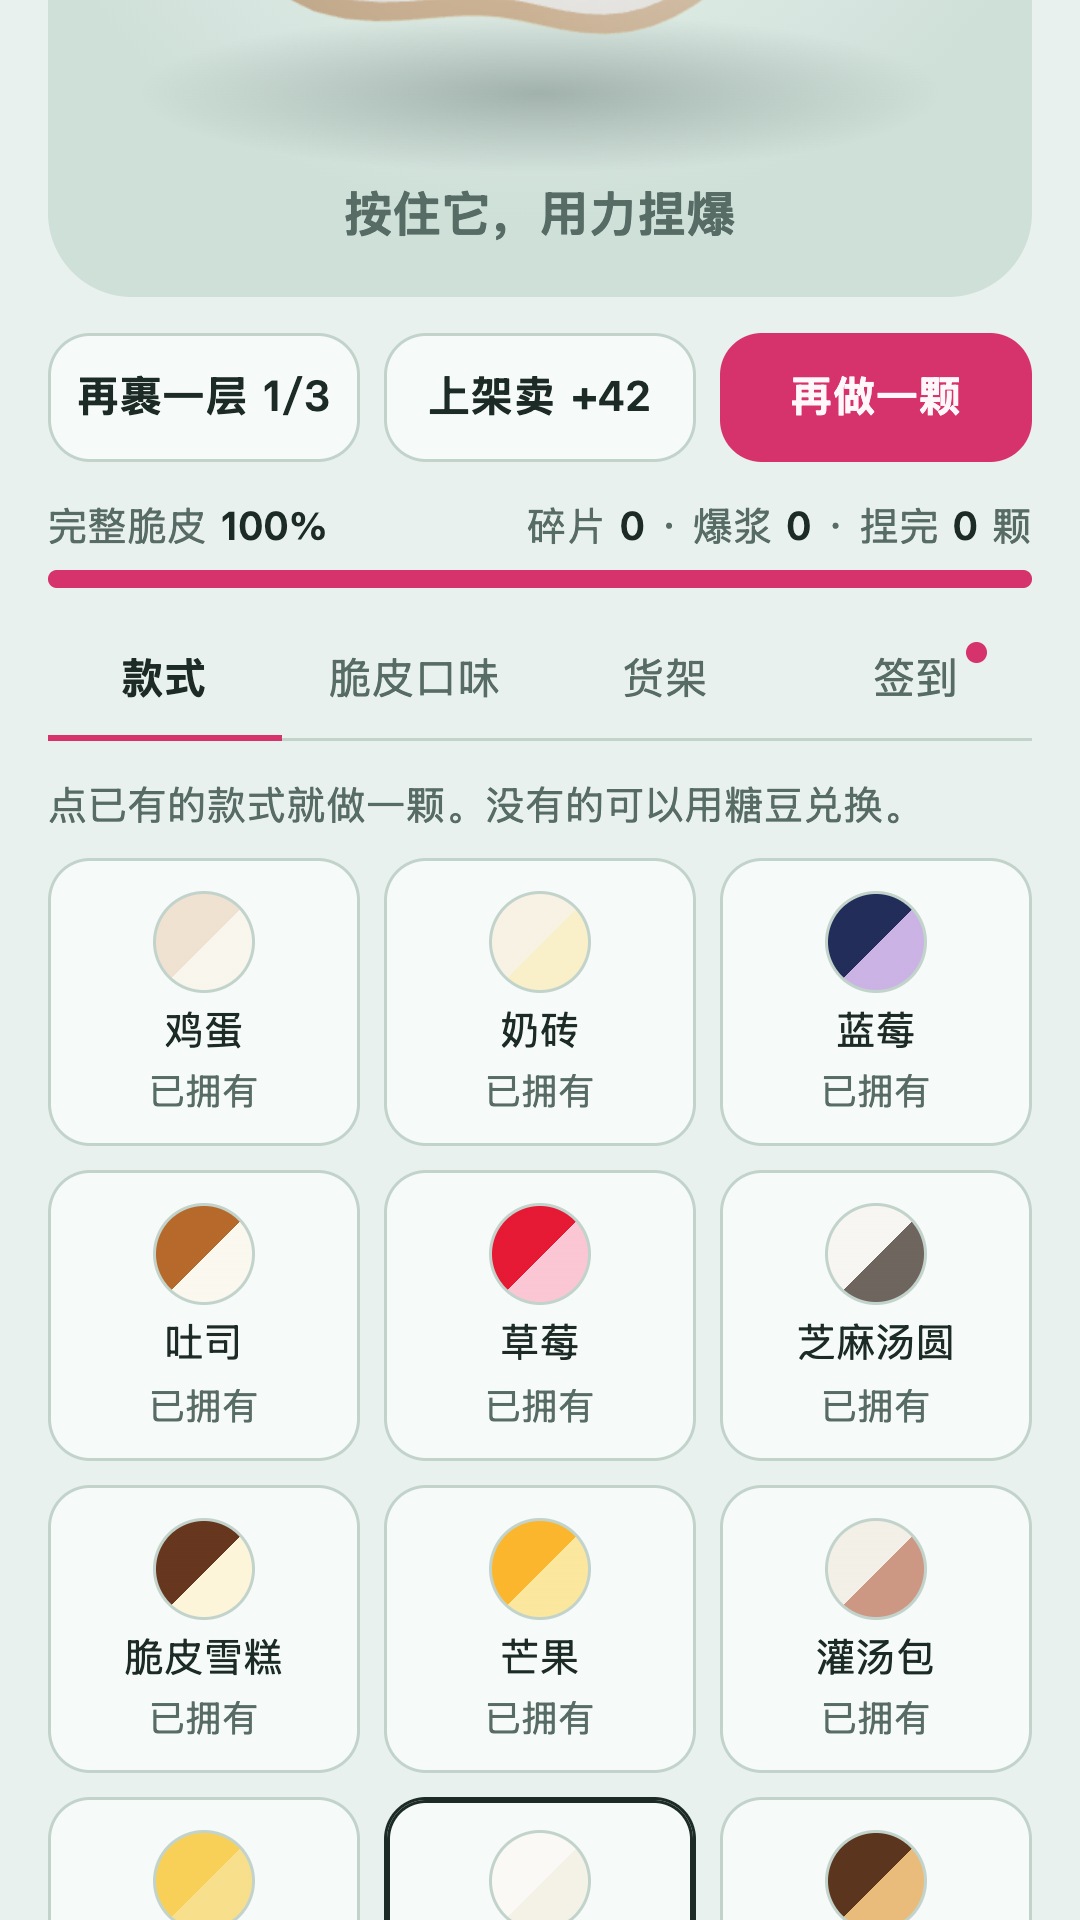 按住它，用力捏爆
再裹一层 1/3
上架卖 +42
再做一颗
完整脆皮 100%
碎片 0 · 爆浆 0 · 捏完 0 颗
款式
脆皮口味
货架
签到
点已有的款式就做一颗。没有的可以用糖豆兑换。
鸡蛋
已拥有
奶砖
已拥有
蓝莓
已拥有
吐司
已拥有
草莓
已拥有
芝麻汤圆
已拥有
脆皮雪糕
已拥有
芒果
已拥有
灌汤包
已拥有